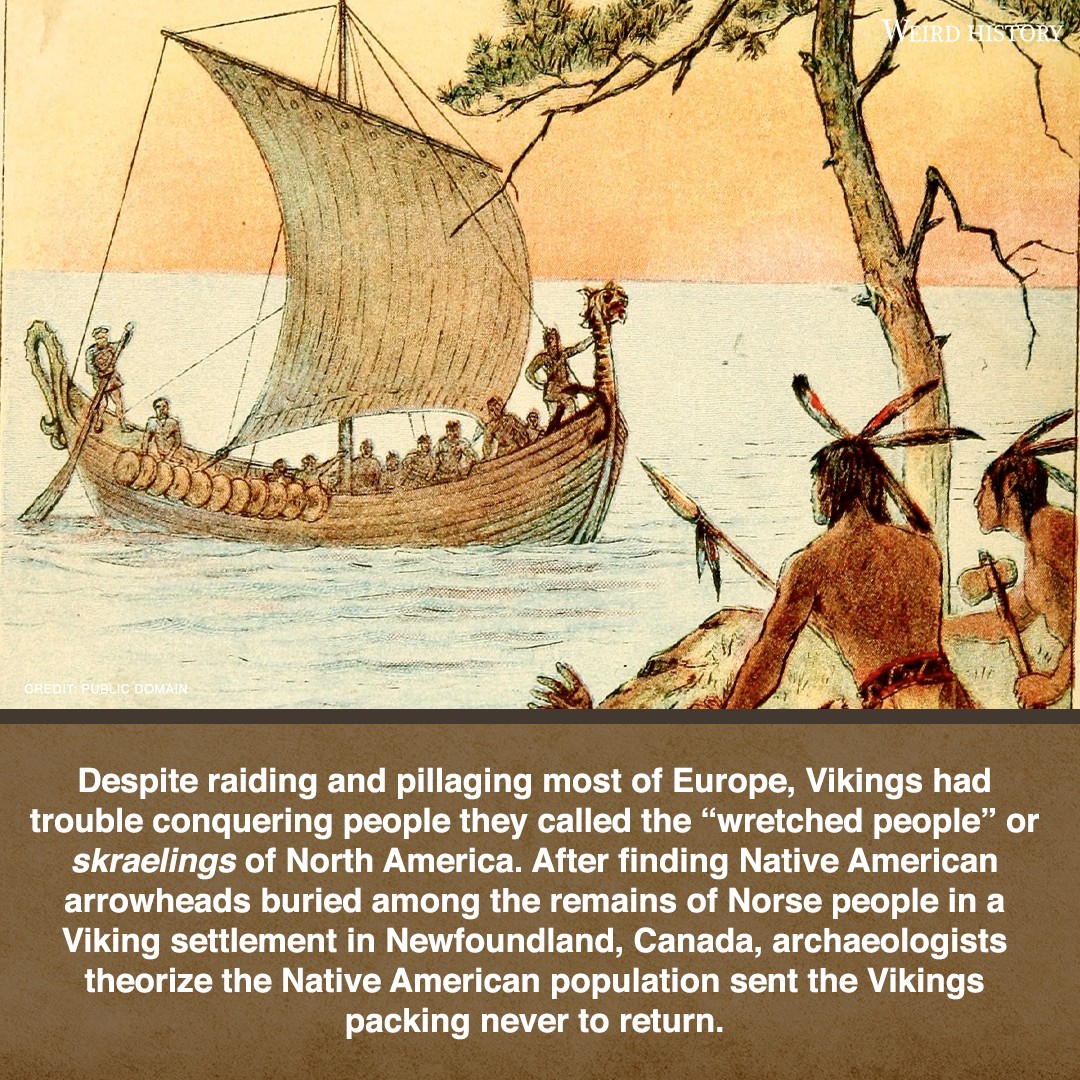 WEIRD HISTORY
CREDIT: PUBLIC DOMAIN
Despite raiding and pillaging most of Europe, Vikings had
trouble conquering people they called the “wretched people” or
skraelings of North America. After finding Native American
arrowheads buried among the remains of Norse people in a
Viking settlement in Newfoundland, Canada, archaeologists
theorize the Native American population sent the Vikings
packing never to return.